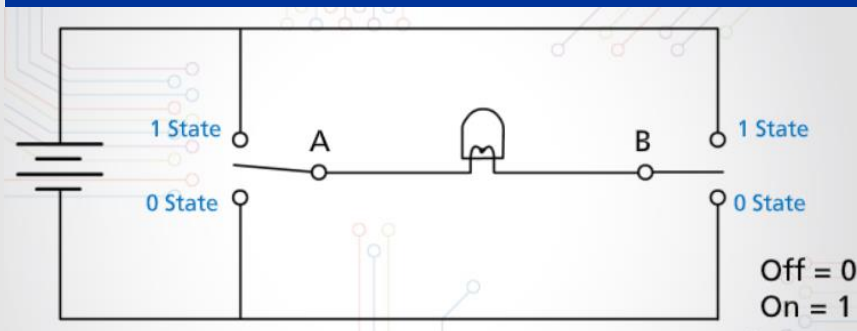 1 State
A
B
1 State
0 State
0 State
Off = 0
On = 1